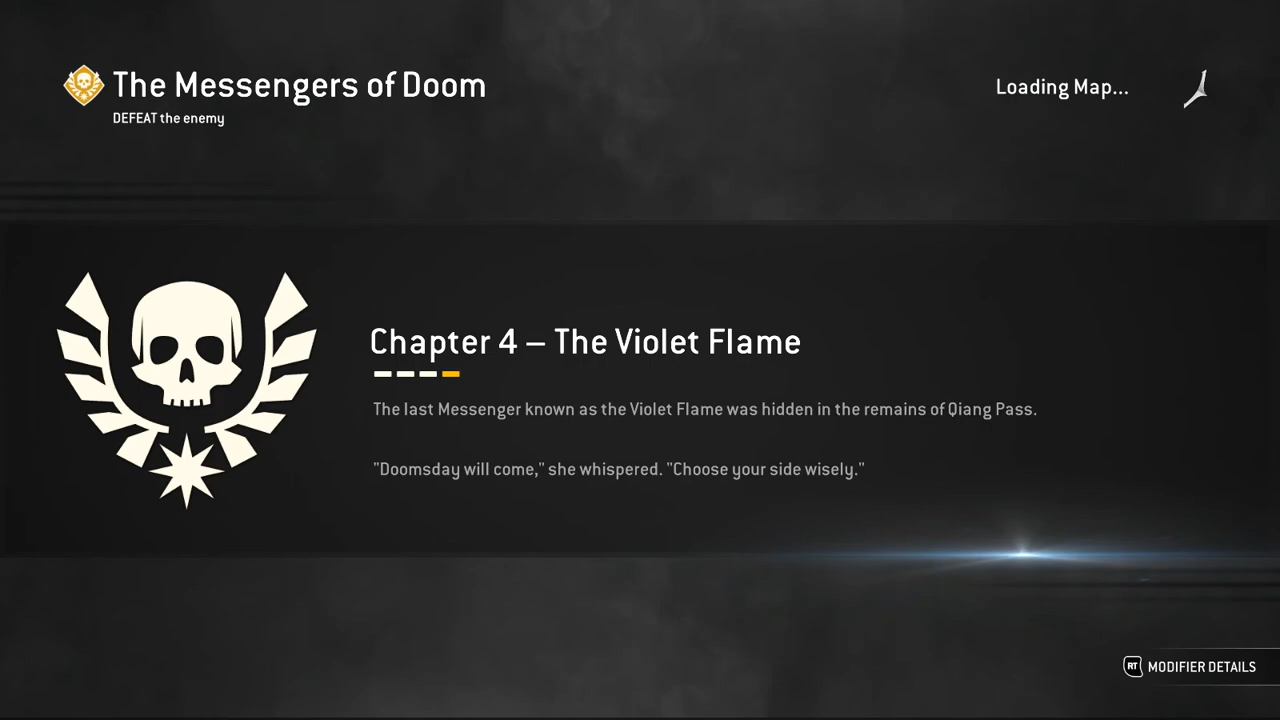 The Messengers of Doom
DEFEAT the enemy
Loading Map...
Chapter 4 – The Violet Flame
The last Messenger known as the Violet Flame was hidden in the remains of Qiang Pass.
"Doomsday will come," she whispered. "Choose your side wisely."
RT MODIFIER DETAILS